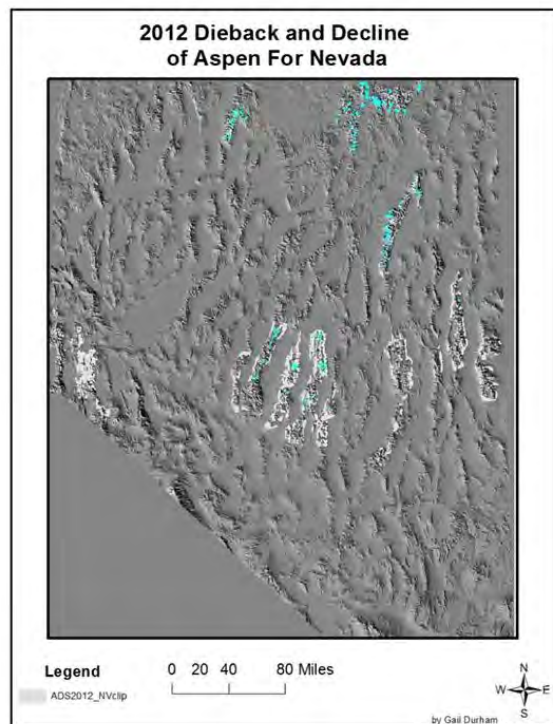 2012 Dieback and Decline
of Aspen For Nevada
Legend
ADS2012_NVclip
0 20 40 80 Miles
N
W E
S
by Gail Durham